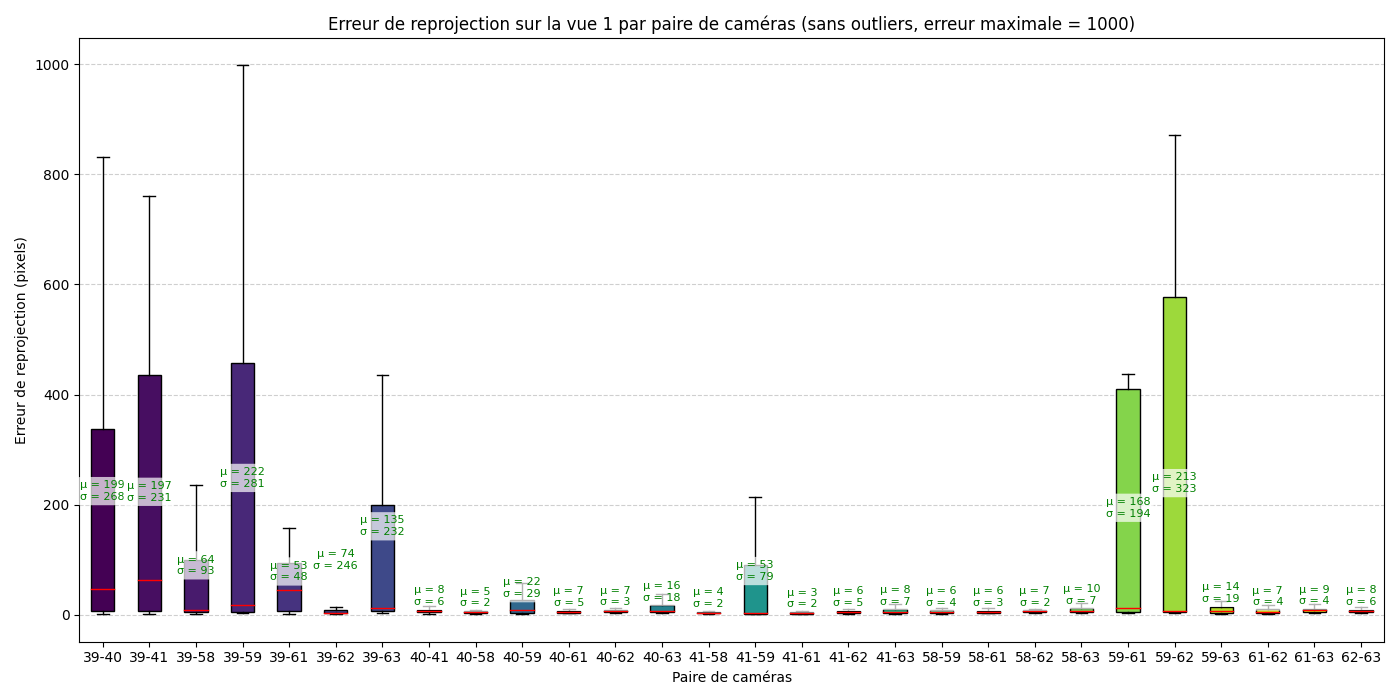 Erreur de reprojection sur la vue 1 par paire de caméras (sans outliers, erreur maximale = 1000)
Erreur de reprojection (pixels)
1000
800
600
400
200
0
μ = 199
σ = 268
μ = 197
σ = 231
μ = 64
σ = 93
μ = 222
σ = 281
μ = 53
σ = 48
μ = 74
σ = 246
μ = 135
σ = 232
μ = 8
σ = 6
μ = 5
σ = 2
μ = 22
σ = 29
μ = 7
σ = 5
μ = 7
σ = 3
μ = 16
σ = 18
μ = 4
σ = 2
μ = 53
σ = 79
μ = 3
σ = 2
μ = 6
σ = 5
μ = 8
σ = 7
μ = 6
σ = 4
μ = 6
σ = 3
μ = 7
σ = 2
μ = 10
σ = 7
μ = 168
σ = 194
μ = 213
σ = 323
μ = 14
σ = 19
μ = 7
σ = 4
μ = 9
σ = 4
μ = 8
σ = 6
39-40 39-41 39-58 39-59 39-61 39-62 39-63 40-41 40-58 40-59 40-61 40-62 40-63 41-58 41-59 41-61 41-62 41-63 58-59 58-61 58-62 58-63 59-61 59-62 59-63 61-62 61-63 62-63
Paire de caméras